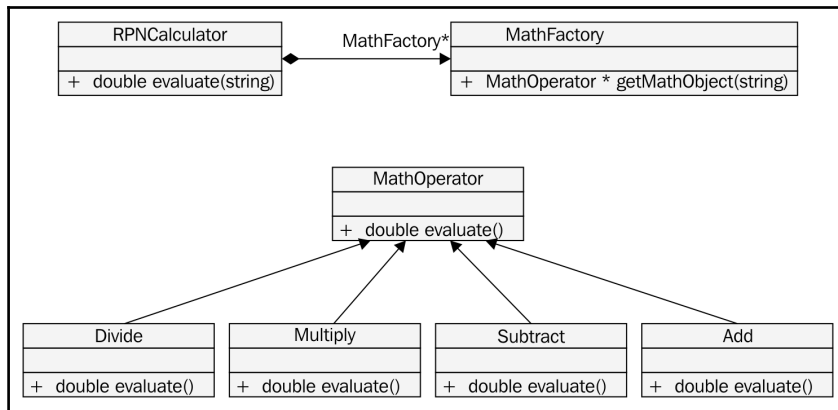 RPNCalculator
+ double evaluate(string)
MathFactory*
MathFactory
+ MathOperator * getMathObject(string)
MathOperator
+ double evaluate()
Divide
+ double evaluate()
Multiply
+ double evaluate()
Subtract
+ double evaluate()
Add
+ double evaluate()